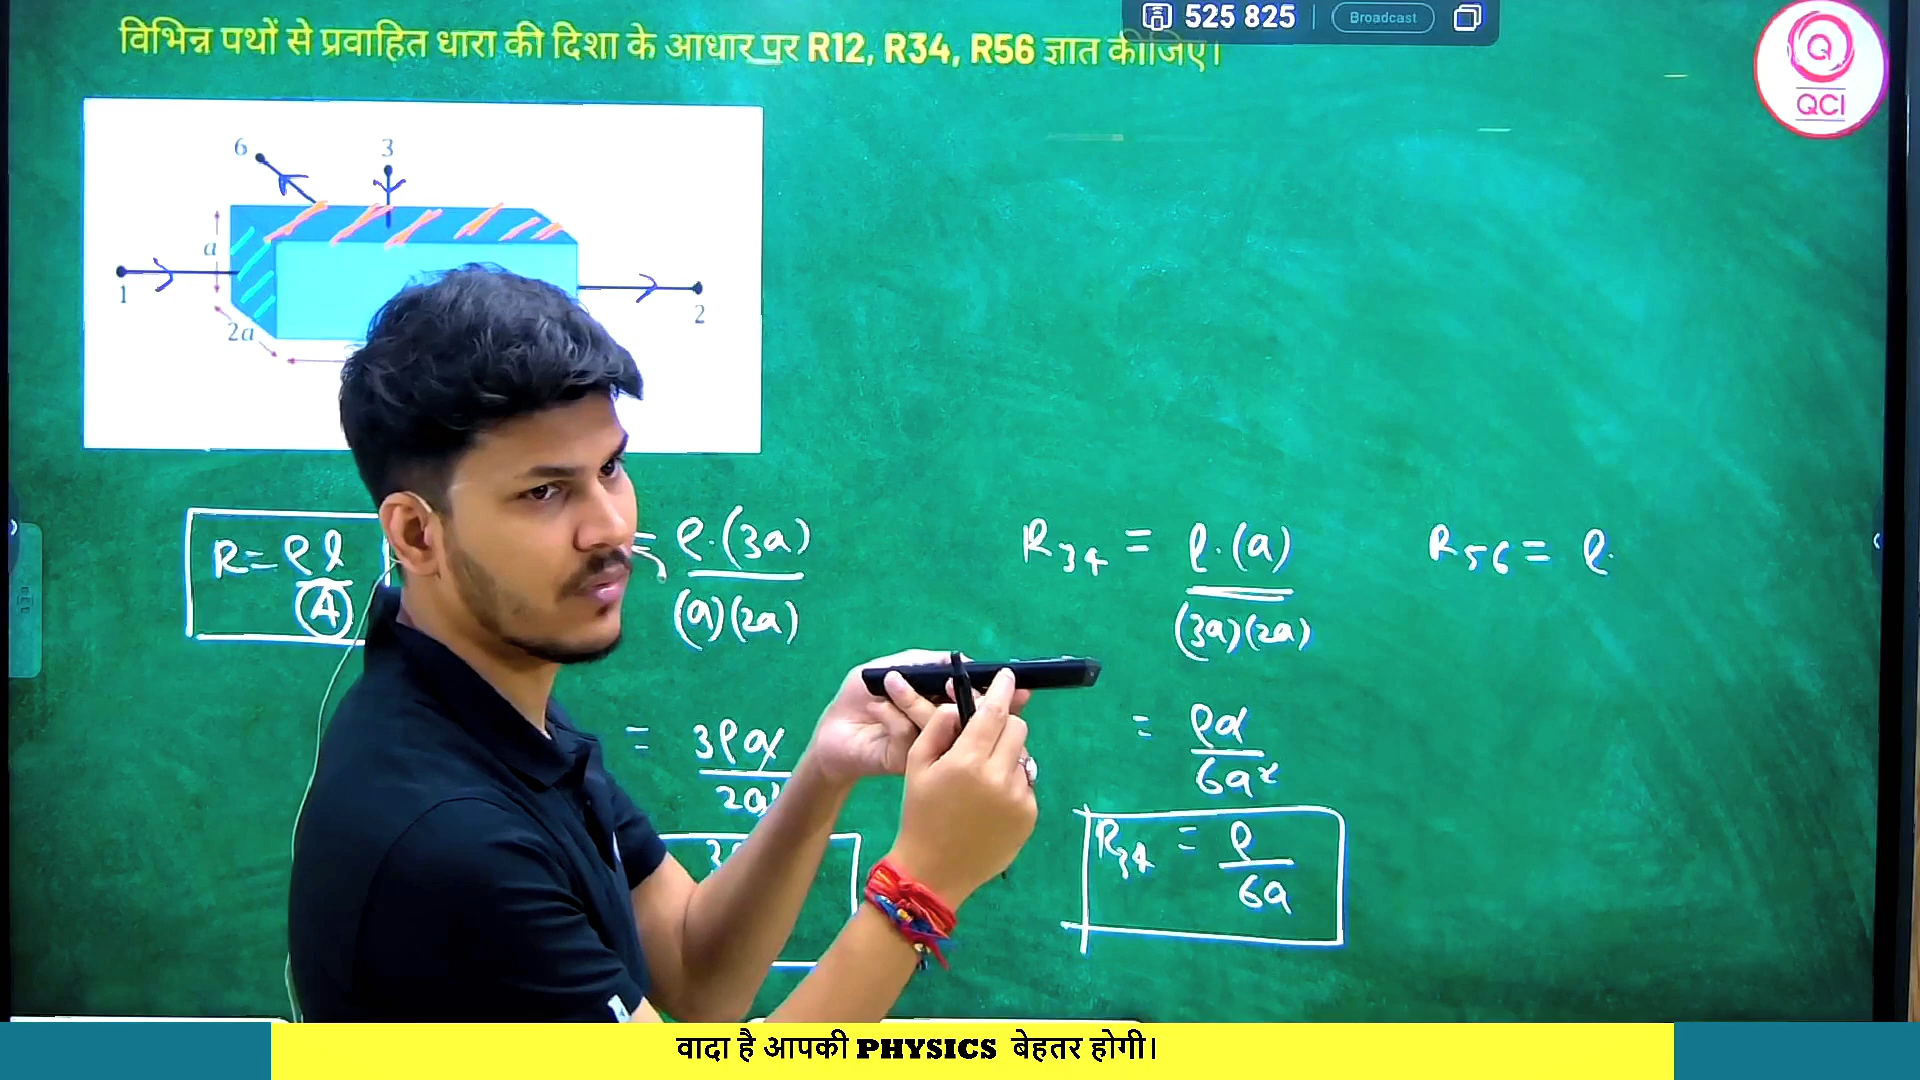 525 825
Broadcast
विभिन्न पथों से प्रवाहित धारा की दिशा के आधार पर R12, R34, R56 ज्ञात कीजिए।
QCI
6
3
a
1
2
2a
R = ρl / A
= ρ.(3a) / (a)(2a)
R34 = ρ.(a) / (3a)(2a)
R56 = ρ.
= 3ρa / 2a²
= ρa / 6a²
R34 = ρ / 6a
वादा है आपकी PHYSICS बेहतर होगी।